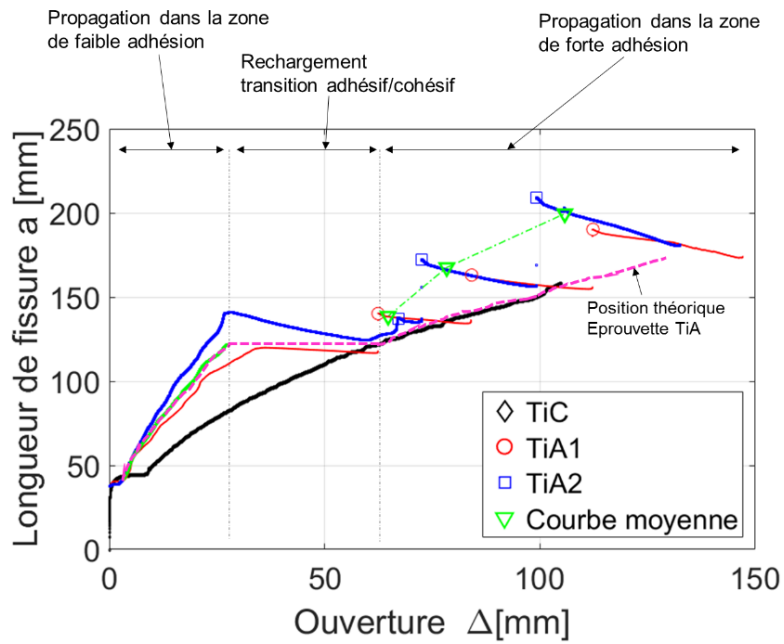 Propagation dans la zone
de faible adhésion
Rechargement
transition adhésif/cohésif
Propagation dans la zone
de forte adhésion
Longueur de fissure a [mm]
250
200
150
100
50
0
Position théorique
Eprouvette TiA
TiC
TiA1
TiA2
Courbe moyenne
0
50
100
150
Ouverture Δ[mm]